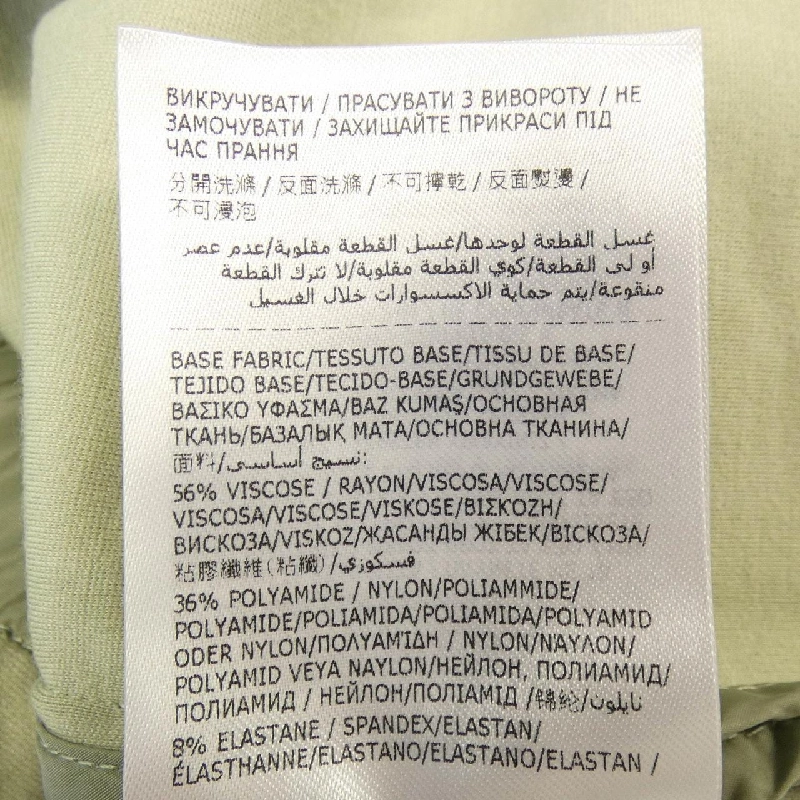 ВИКРУЧУВАТИ / ПРАСУВАТИ З ВИВОРОТУ / НЕ
ЗАМОЧУВАТИ / ЗАХИЩАЙТЕ ПРИКРАСИ ПІД
ЧАС ПРАННЯ
分開洗滌 / 反面洗滌 / 不可擰乾 / 反面熨燙 /
不可浸泡
غسل القطعة لوحدها/غسل القطعة مقلوبة/عدم عصر
أو لى القطعة/كوي القطعة مقلوبة/لا تترك القطعة
منقوعة/يتم حماية الاكسسوارات خلال الغسيل
BASE FABRIC/TESSUTO BASE/TISSU DE BASE/
TEJIDO BASE/TECIDO-BASE/GRUNDGEWEBE/
ΒΑΣΙΚΟ ΥΦΑΣΜΑ/BAZ KUMAŞ/ОСНОВНАЯ
ТКАНЬ/БАЗАЛЫҚ МАТА/ОСНОВНА ТКАНИНА/
面料/نسيج أساسي:
56% VISCOSE / RAYON/VISCOSA/VISCOSE/
VISCOSA/VISCOSE/VISKOSE/ΒΙΣΚΌΖΗ/
ВИСКОЗА/VISKOZ/ЖАСАНДЫ ЖІБЕК/ВІСКОЗА/
粘膠纖維(粘纖)/فسكوزي
36% POLYAMIDE / NYLON/POLIAMMIDE/
POLYAMIDE/POLIAMIDA/POLIAMIDA/POLYAMID
ODER NYLON/ΠΟΛΥΑΜΊΔΗ / NYLON/ΝΆΥΛΟΝ/
POLYAMID VEYA NAYLON/НЕЙЛОН, ПОЛИАМИД/
ПОЛИАМИД / НЕЙЛОН/ПОЛІАМІД /錦綸/نايلون
8% ELASTANE / SPANDEX/ELASTAN/
ÉLASTHANNE/ELASTANO/ELASTANO/ELASTAN /